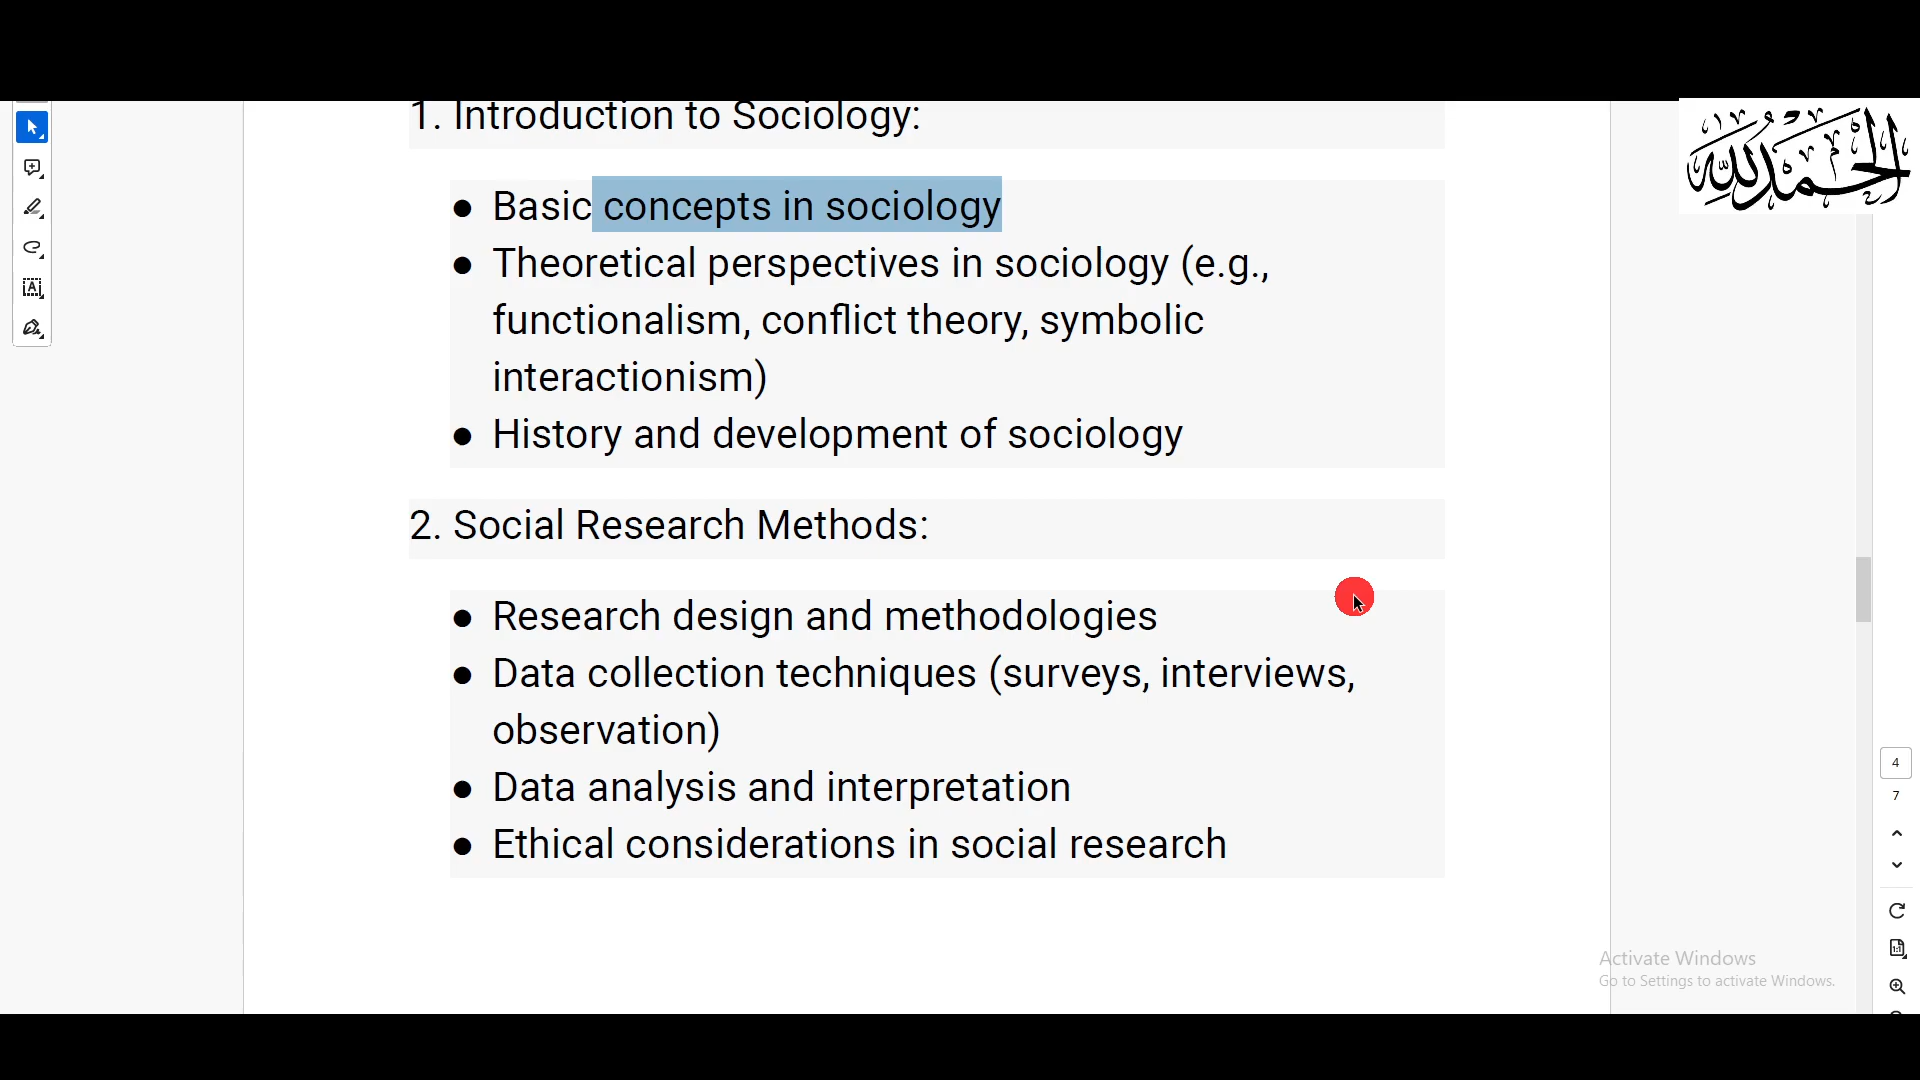 1. Introduction to Sociology:
الحمد لله
● Basic concepts in sociology
● Theoretical perspectives in sociology (e.g.,
functionalism, conflict theory, symbolic
interactionism)
● History and development of sociology
2. Social Research Methods:
● Research design and methodologies
● Data collection techniques (surveys, interviews,
observation)
● Data analysis and interpretation
● Ethical considerations in social research
4
7
Activate Windows
Go to Settings to activate Windows.